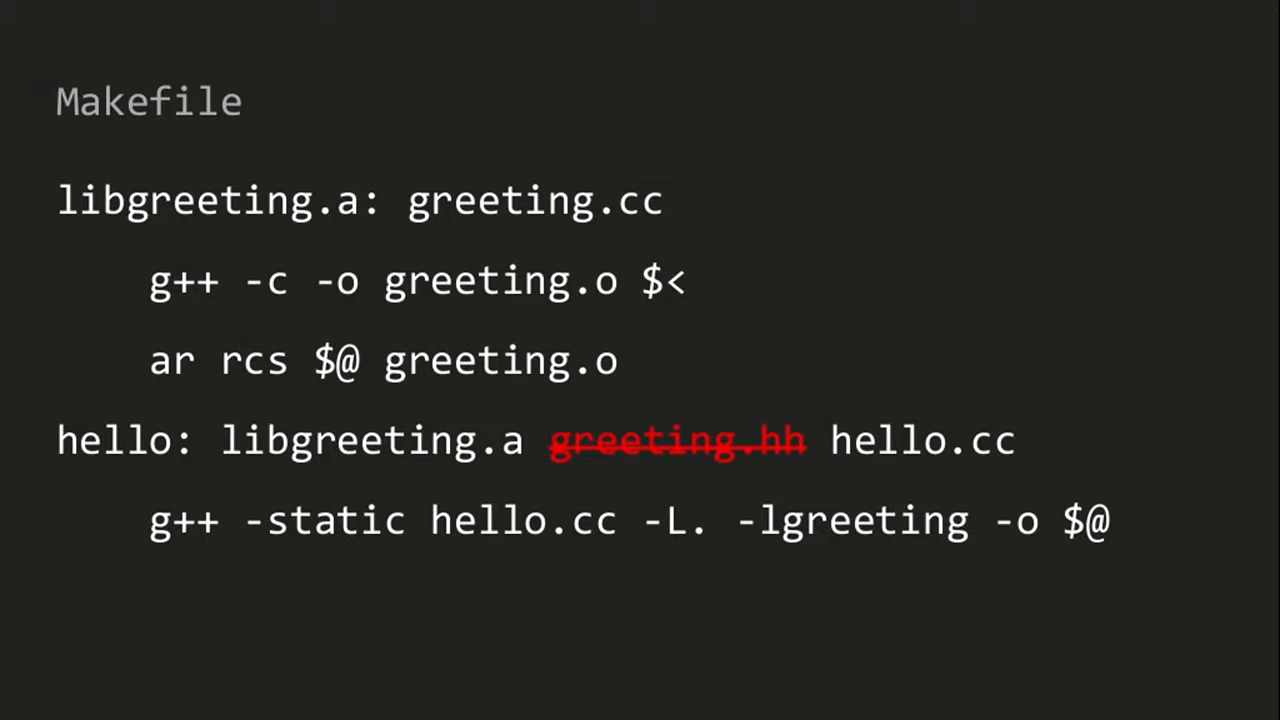 Makefile
libgreeting.a: greeting.cc
g++ -c -o greeting.o $<
ar rcs $@ greeting.o
hello: libgreeting.a greeting.hh hello.cc
g++ -static hello.cc -L. -lgreeting -o $@